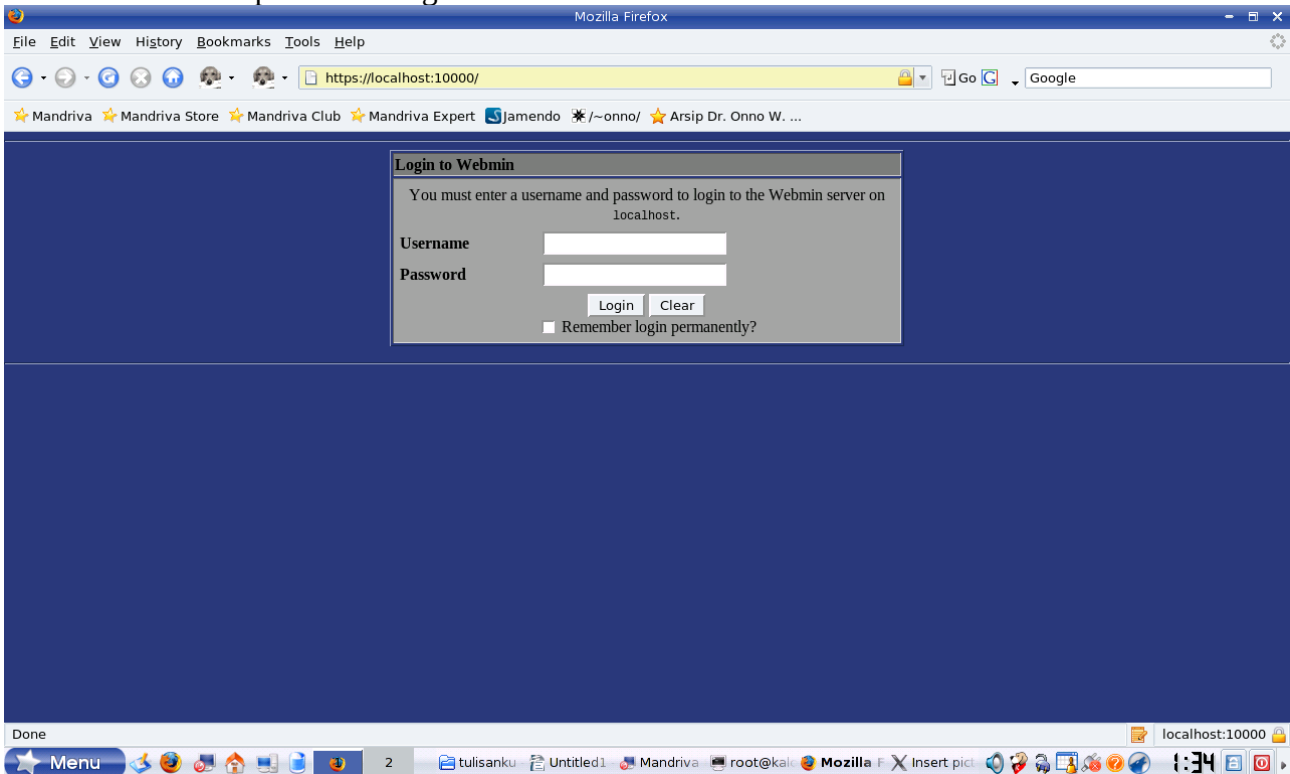 Mozilla Firefox
File Edit View History Bookmarks Tools Help
https://localhost:10000/ Go Google
Mandriva Mandriva Store Mandriva Club Mandriva Expert Jamendo /~onno/ Arsip Dr. Onno W. ...
Login to Webmin
You must enter a username and password to login to the Webmin server on
localhost.
Username
Password
Login Clear
Remember login permanently?
Done localhost:10000
Menu 2 tulisanku Untitled1 Mandriva root@kal Mozilla F Insert pict 1:34